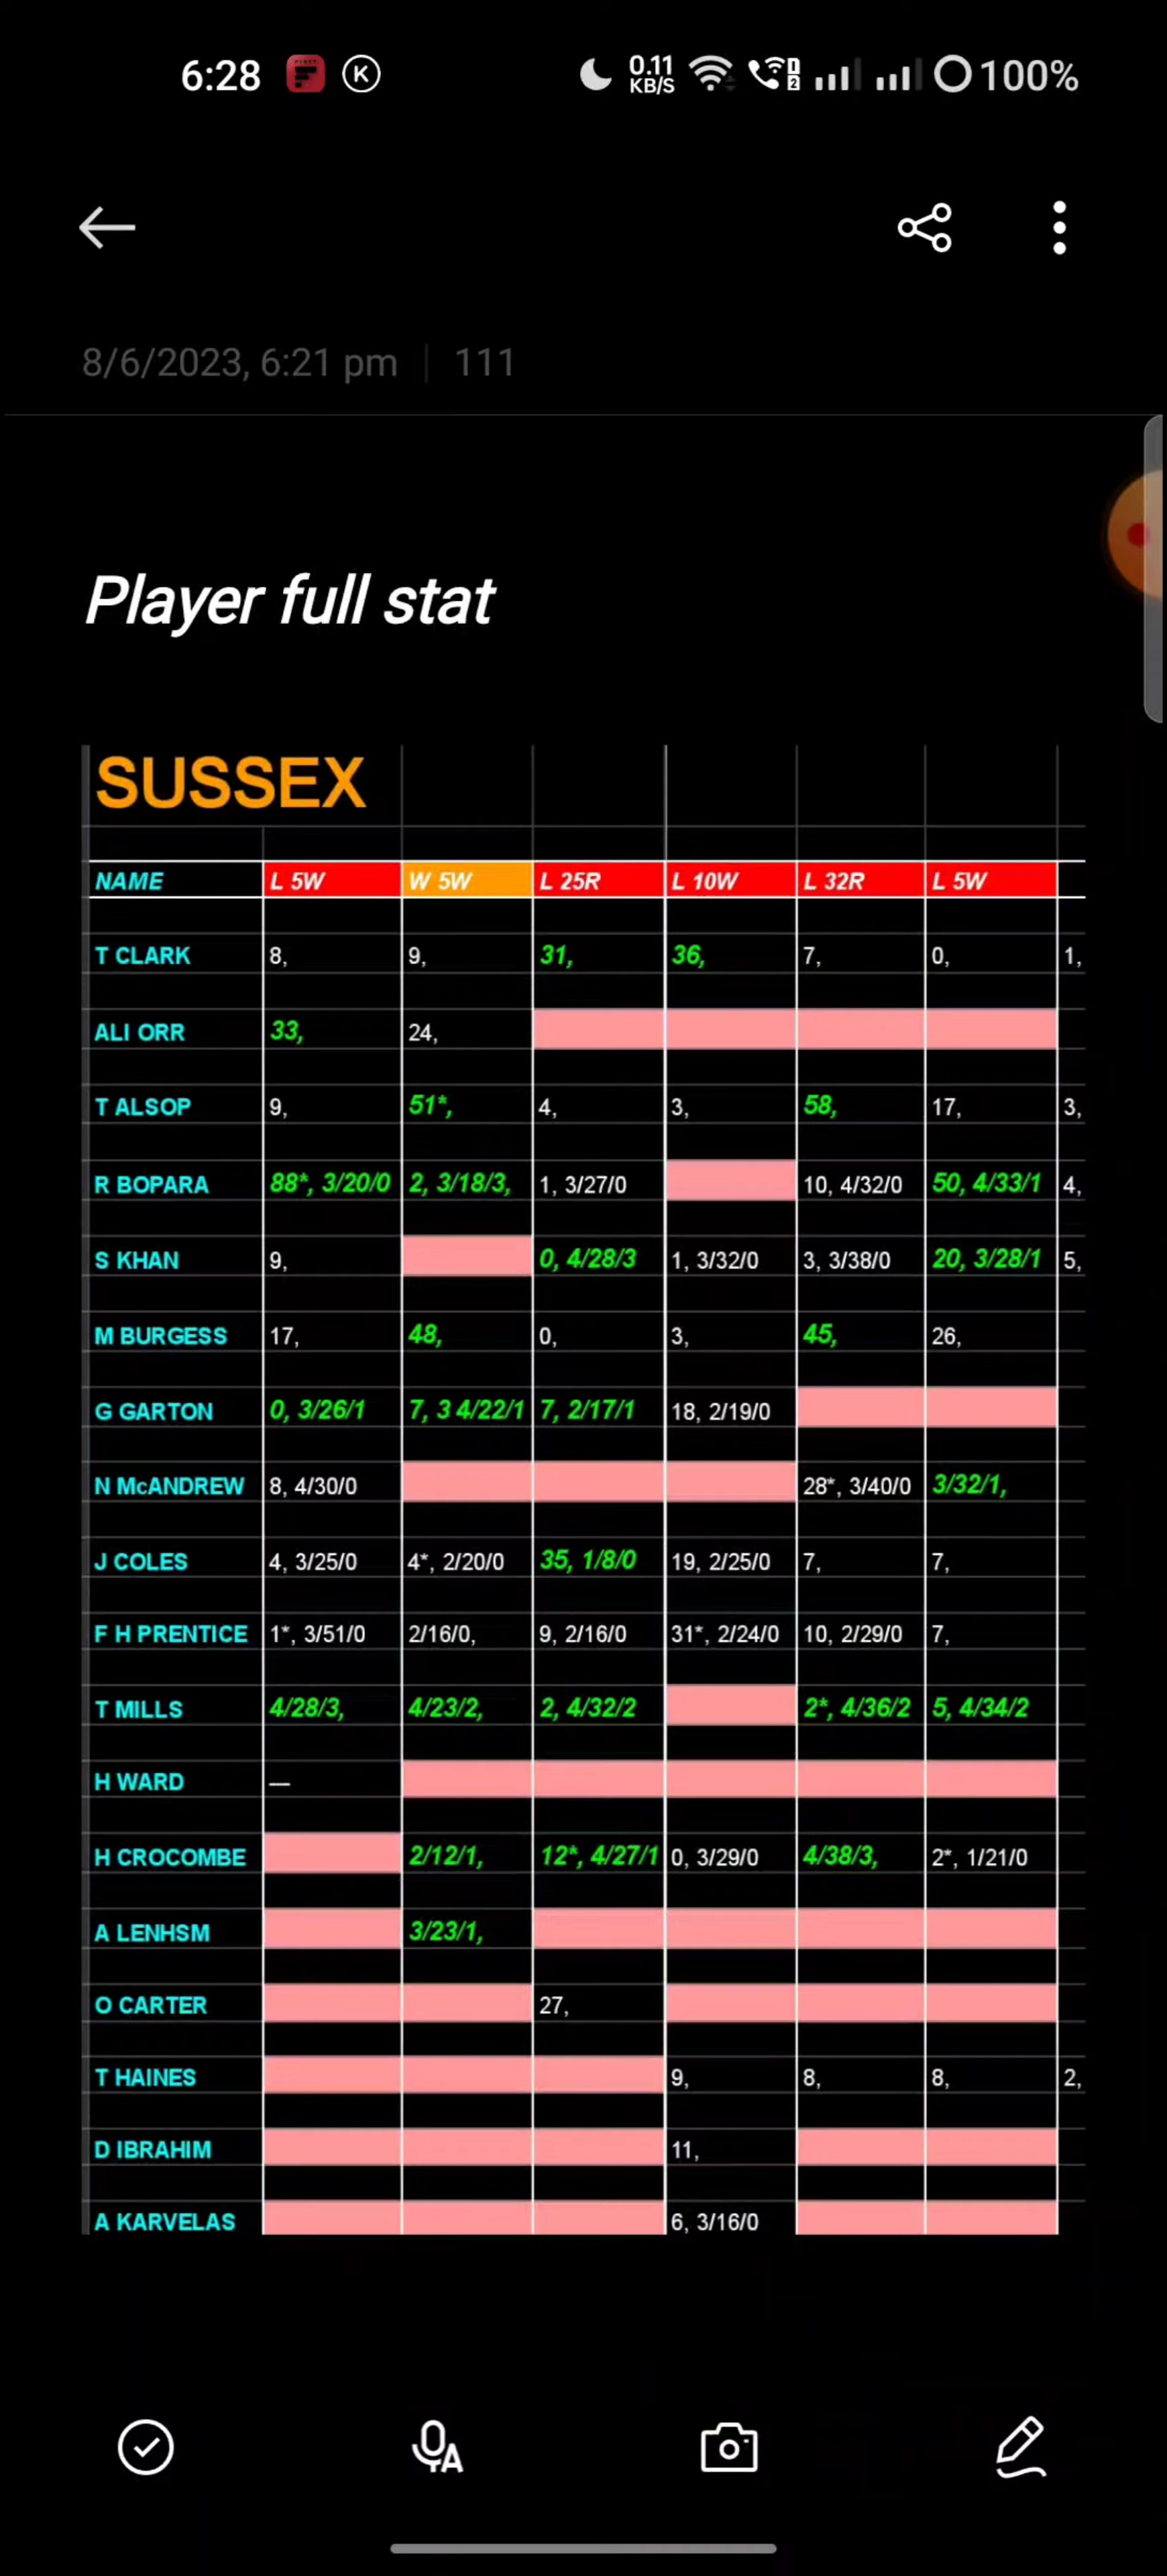 6:28 FIRST F K 0.11 KB/S 1 2 100%
8/6/2023, 6:21 pm | 111
Player full stat
SUSSEX
NAME L 5W W 5W L 25R L 10W L 32R L 5W
T CLARK 8, 9, 31, 36, 7, 0, 1,
ALI ORR 33, 24,
T ALSOP 9, 51*, 4, 3, 58, 17, 3,
R BOPARA 88*, 3/20/0 2, 3/18/3, 1, 3/27/0 10, 4/32/0 50, 4/33/1 4,
S KHAN 9, 0, 4/28/3 1, 3/32/0 3, 3/38/0 20, 3/28/1 5,
M BURGESS 17, 48, 0, 3, 45, 26,
G GARTON 0, 3/26/1 7, 3 4/22/1 7, 2/17/1 18, 2/19/0
N McANDREW 8, 4/30/0 28*, 3/40/0 3/32/1,
J COLES 4, 3/25/0 4*, 2/20/0 35, 1/8/0 19, 2/25/0 7, 7,
F H PRENTICE 1*, 3/51/0 2/16/0, 9, 2/16/0 31*, 2/24/0 10, 2/29/0 7,
T MILLS 4/28/3, 4/23/2, 2, 4/32/2 2*, 4/36/2 5, 4/34/2
H WARD —
H CROCOMBE 2/12/1, 12*, 4/27/1 0, 3/29/0 4/38/3, 2*, 1/21/0
A LENHSM 3/23/1,
O CARTER 27,
T HAINES 9, 8, 8, 2,
D IBRAHIM 11,
A KARVELAS 6, 3/16/0
A